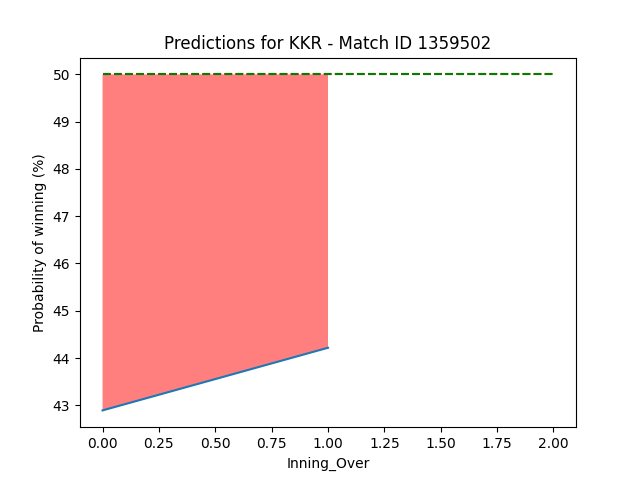 Predictions for KKR - Match ID 1359502
Probability of winning (%)
50
49
48
47
46
45
44
43
0.00 0.25 0.50 0.75 1.00 1.25 1.50 1.75 2.00
Inning_Over